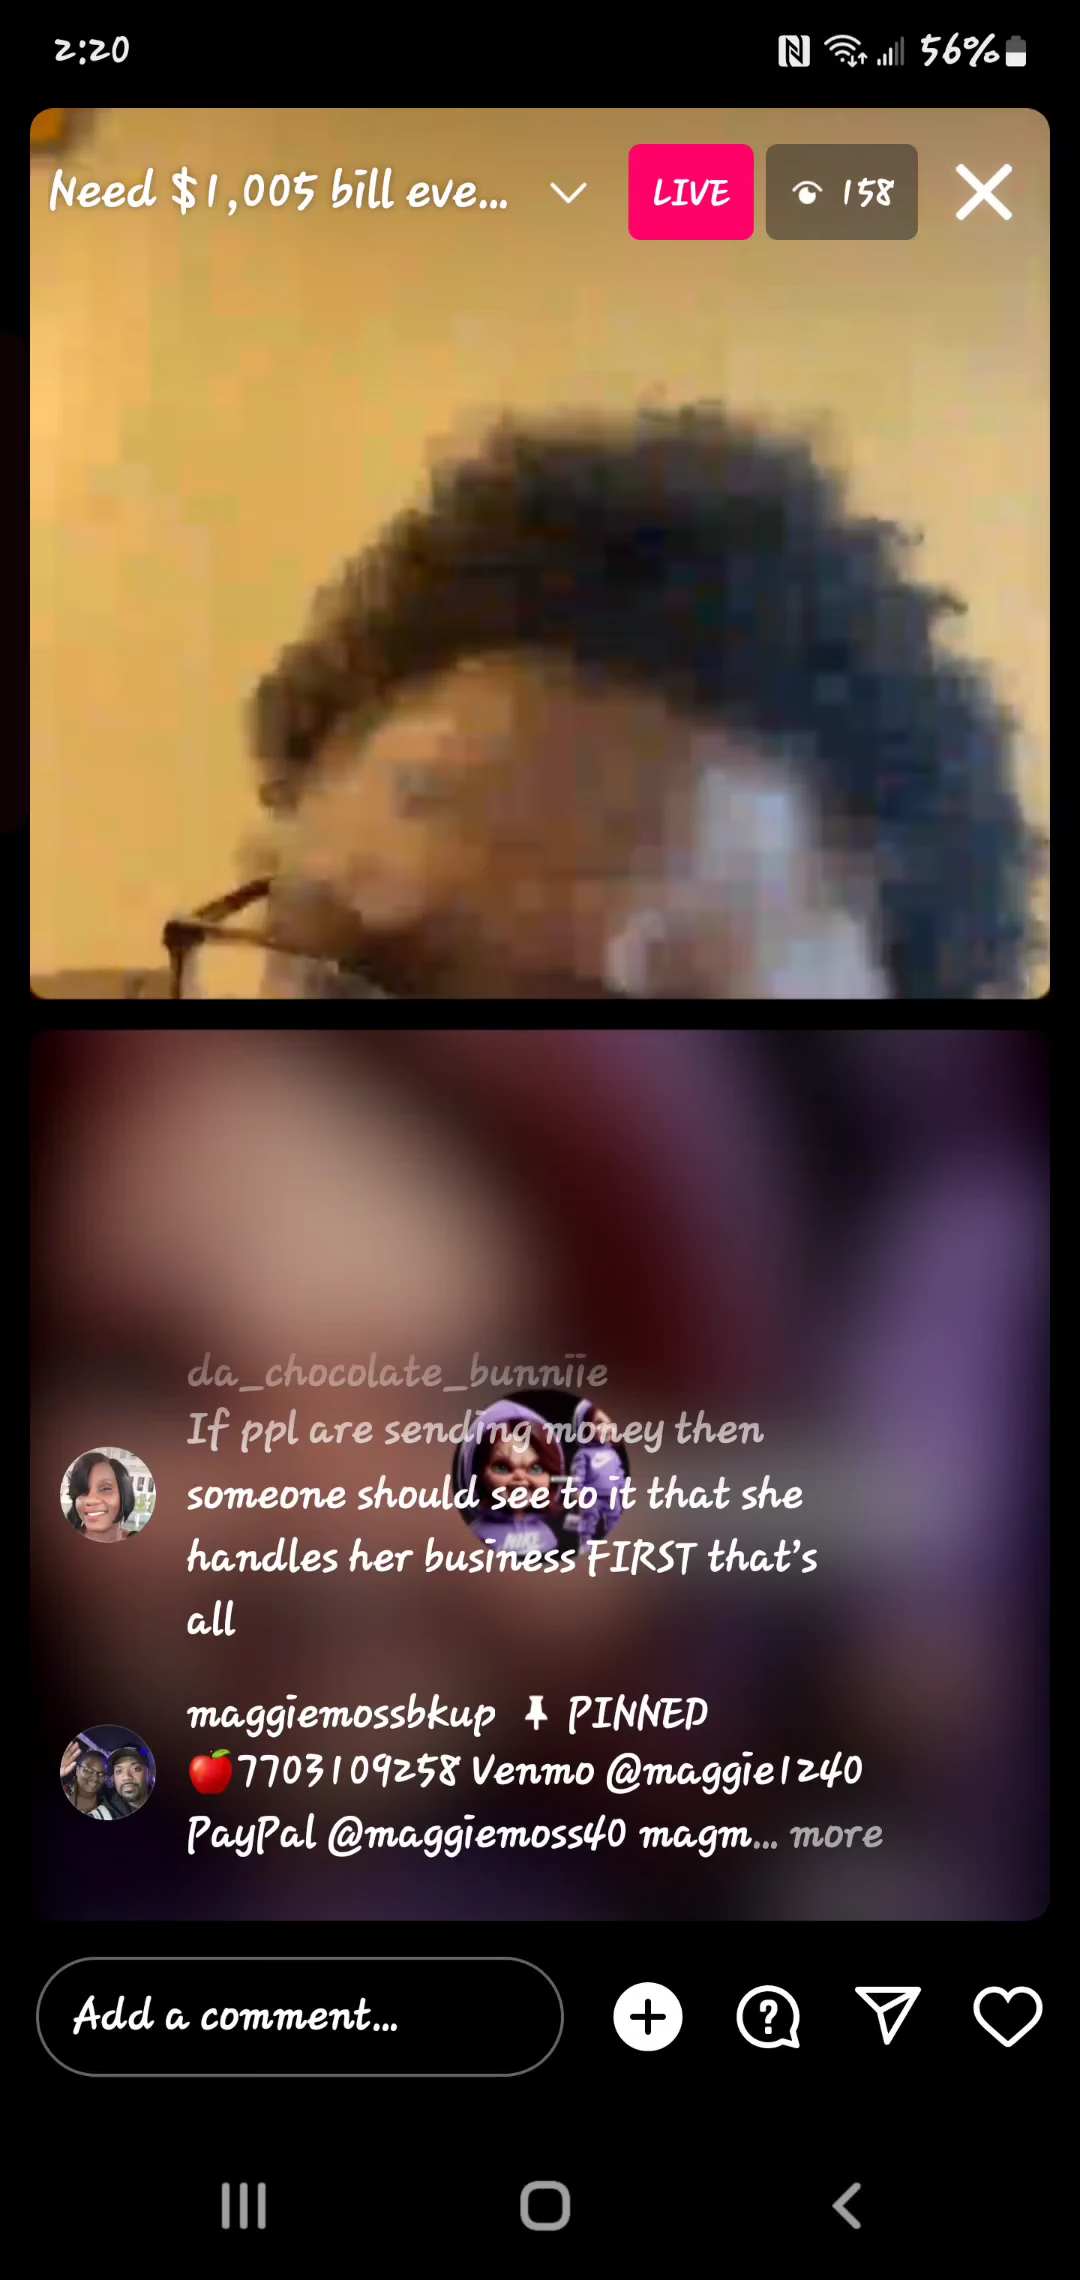 2:20
56%
Need $1,005 bill eve...
LIVE
158
da_chocolate_bunniie
If ppl are sending money then
someone should see to it that she
handles her business FIRST that's
all
NIKE
maggiemossbkup PINNED
🍎7703109258 Venmo @maggie1240
PayPal @maggiemoss40 magm... more
Add a comment...